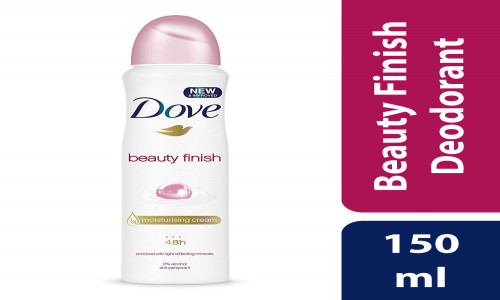 NEW
& IMPROVED
Dove
beauty finish
¼ moisturising cream
48h
enriched with light reflecting minerals
0% alcohol
anti-perspirant
Beauty Finish
Deodorant
150
ml